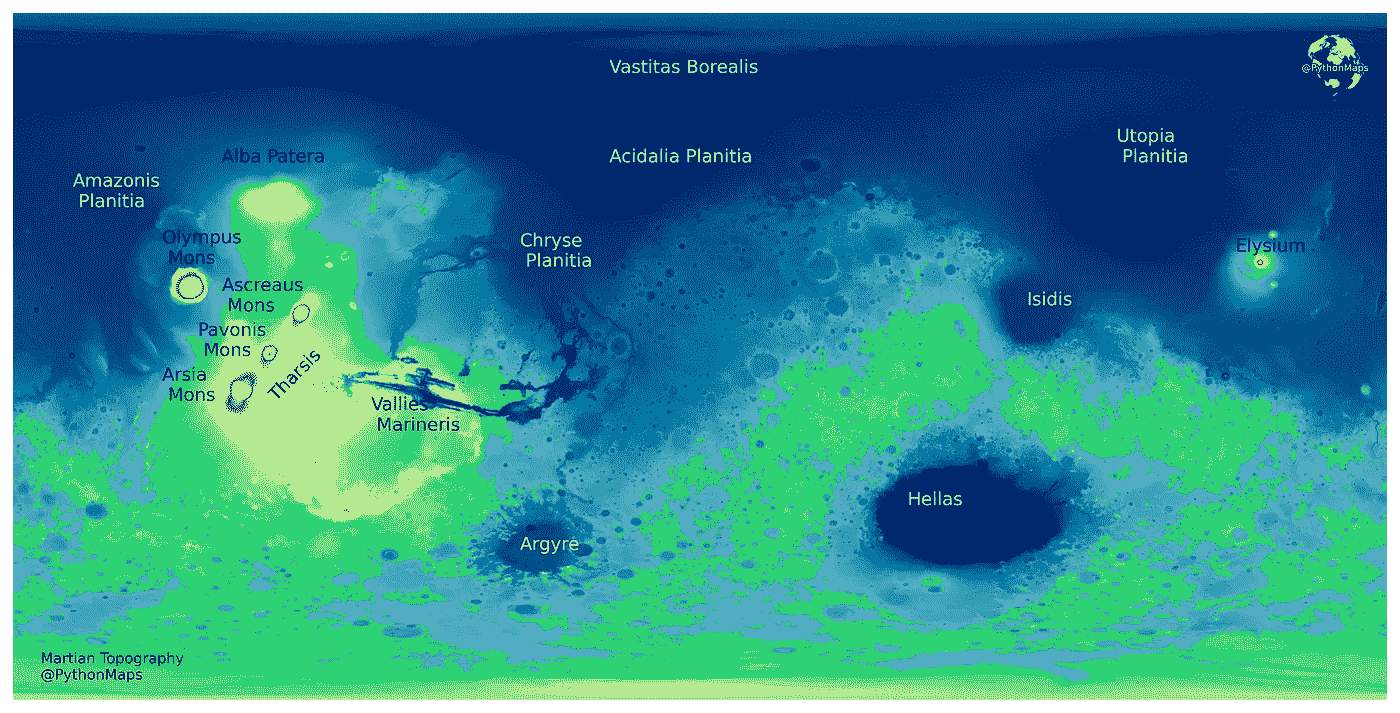 Vastitas Borealis
@PythonMaps
Utopia
Planitia
Alba Patera
Acidalia Planitia
Amazonis
Planitia
Olympus
Mons
Chryse
Planitia
Elysium
Ascreaus
Mons
Isidis
Pavonis
Mons
Tharsis
Arsia
Mons
Vallies
Marineris
Hellas
Argyre
Martian Topography
@PythonMaps